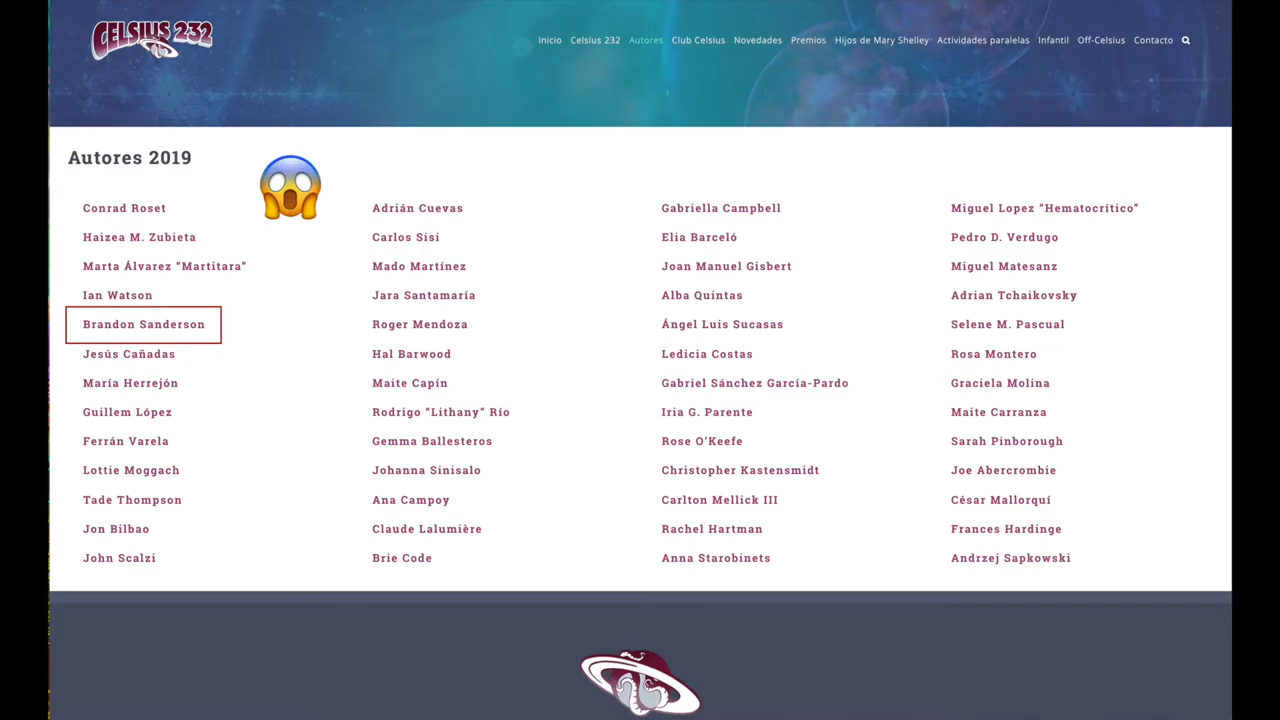 CELSIUS 232
Inicio Celsius 232 Autores Club Celsius Novedades Premios Hijos de Mary Shelley Actividades paralelas Infantil Off-Celsius Contacto
Autores 2019
Conrad Roset Adrián Cuevas Gabriella Campbell Miguel Lopez “Hematocrítico”
Haizea M. Zubieta Carlos Sisi Elia Barceló Pedro D. Verdugo
Marta Álvarez “Martitara” Mado Martínez Joan Manuel Gisbert Miguel Matesanz
Ian Watson Jara Santamaría Alba Quintas Adrian Tchaikovsky
Brandon Sanderson Roger Mendoza Ángel Luis Sucasas Selene M. Pascual
Jesús Cañadas Hal Barwood Ledicia Costas Rosa Montero
María Herrejón Maite Capín Gabriel Sánchez García-Pardo Graciela Molina
Guillem López Rodrigo “Lithany” Río Iria G. Parente Maite Carranza
Ferrán Varela Gemma Ballesteros Rose O'Keefe Sarah Pinborough
Lottie Moggach Johanna Sinisalo Christopher Kastensmidt Joe Abercrombie
Tade Thompson Ana Campoy Carlton Mellick III César Mallorquí
Jon Bilbao Claude Lalumière Rachel Hartman Frances Hardinge
John Scalzi Brie Code Anna Starobinets Andrzej Sapkowski